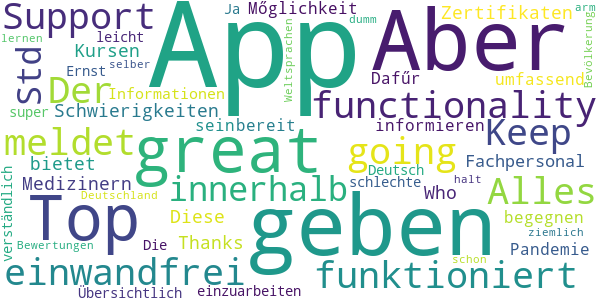 Support
leicht
Ja
Möglichkeit
Zertifikaten
arm
lernen
Kursen
dumm
App
Aber
Ernst
selber
Weltsprachen
Bevölkerung
Std
Der
Informationen
Dafür
umfassend
super
Schwierigkeiten
functionality
meldet
great
seinbereit
informieren
Keep
going
bietet
Deutsch
Fachpersonal
verständlich
Medizinern
innerhalb
schlechte
halt
Who
Alles
Deutschland
Top
Diese
geben
begegnen
ziemlich
Bewertungen
Die
Thanks
Pandemie
einwandfrei
schon
funktioniert
Übersichtlich
einzuarbeiten